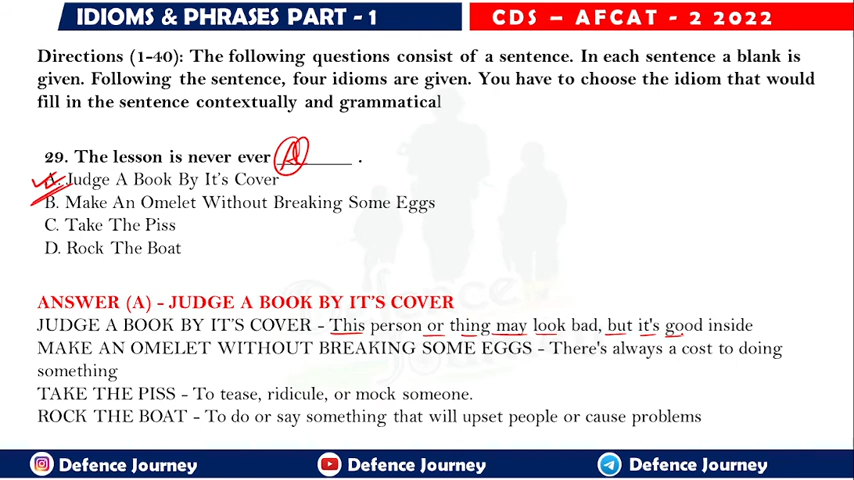 IDIOMS & PHRASES PART - 1
CDS - AFCAT - 2 2022
Directions (1-40): The following questions consist of a sentence. In each sentence a blank is
given. Following the sentence, four idioms are given. You have to choose the idiom that would
fill in the sentence contextually and grammatical
29. The lesson is never ever ________ .
A. Judge A Book By It's Cover
B. Make An Omelet Without Breaking Some Eggs
C. Take The Piss
D. Rock The Boat
ANSWER (A) - JUDGE A BOOK BY IT'S COVER
JUDGE A BOOK BY IT'S COVER - This person or thing may look bad, but it's good inside
MAKE AN OMELET WITHOUT BREAKING SOME EGGS - There's always a cost to doing
something
TAKE THE PISS - To tease, ridicule, or mock someone.
ROCK THE BOAT - To do or say something that will upset people or cause problems
Defence Journey
Defence Journey
Defence Journey